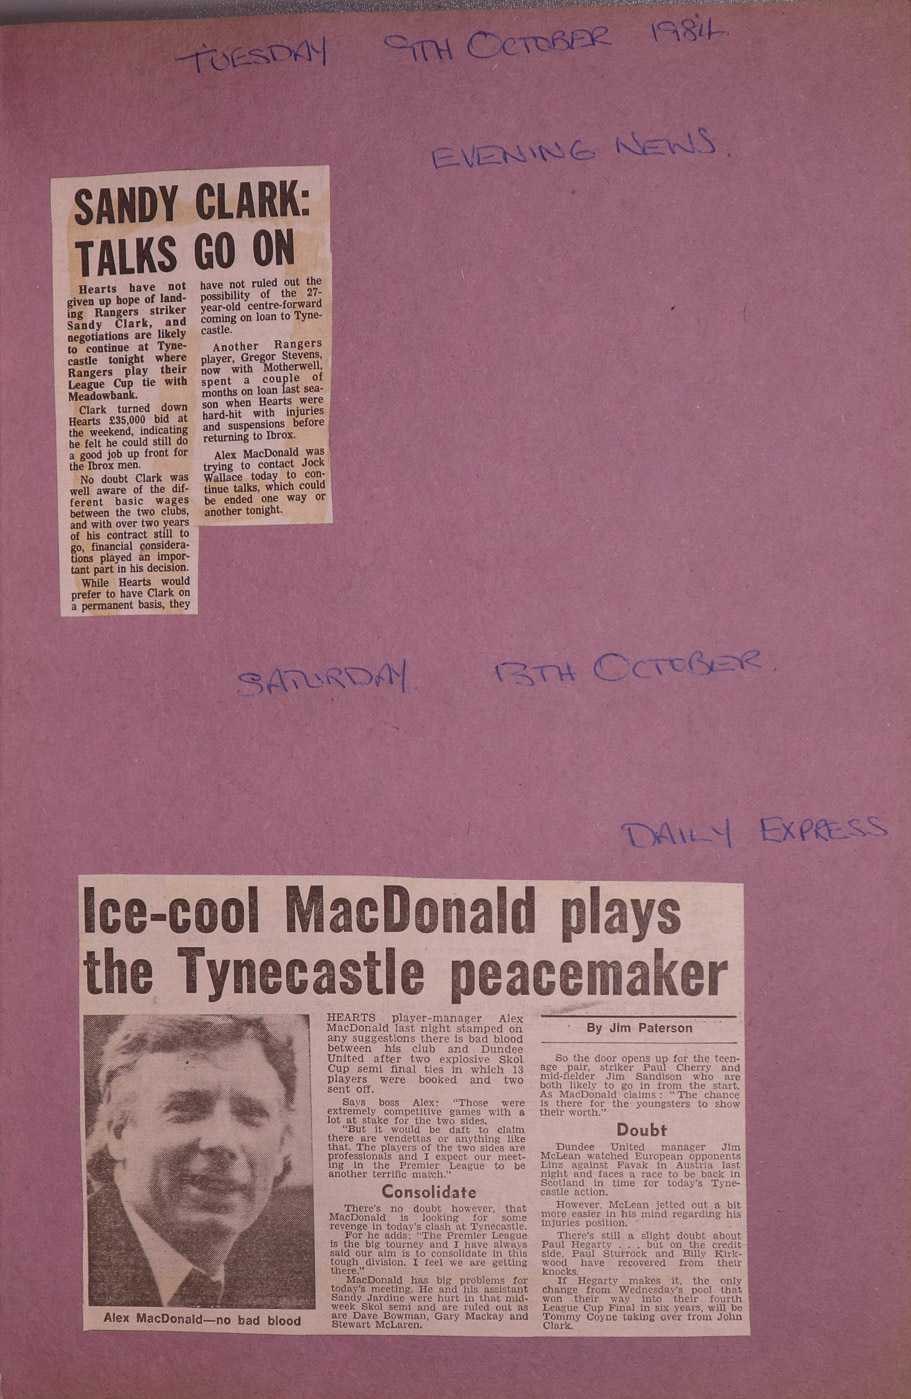 TUESDAY 9TH OCTOBER 1984
EVENING NEWS.
SANDY CLARK:
TALKS GO ON
Hearts have not
given up hope of land-
ing Rangers striker
Sandy Clark, and
negotiations are likely
to continue at Tyne-
castle tonight where
Rangers play their
League Cup tie with
Meadowbank.
Clark turned down
Hearts £35,000 bid at
the weekend, indicating
he felt he could still do
a good job up front for
the Ibrox men.
No doubt Clark was
well aware of the dif-
ferent basic wages
between the two clubs,
and with over two years
of his contract still to
go, financial considera-
tions played an impor-
tant part in his decision.
While Hearts would
prefer to have Clark on
a permanent basis, they
have not ruled out the
possibility of the 27-
year-old centre-forward
coming on loan to Tyne-
castle.
Another Rangers
player, Gregor Stevens,
now with Motherwell,
spent a couple of
months on loan last sea-
son when Hearts were
hard-hit with injuries
and suspensions before
returning to Ibrox.
Alex MacDonald was
trying to contact Jock
Wallace today to con-
tinue talks, which could
be ended one way or
another tonight.
SATURDAY 13TH OCTOBER.
DAILY EXPRESS
Ice-cool MacDonald plays
the Tynecastle peacemaker
Alex MacDonald—no bad blood
HEARTS player-manager Alex
MacDonald last night stamped on
any suggestions there is bad blood
between his club and Dundee
United after two explosive Skol
Cup semi final ties in which 13
players were booked and two
sent off.
Says boss Alex: "Those were
extremely competitive games with a
lot at stake for the two sides.
"But it would be daft to claim
there are vendettas or anything like
that. The players of the two sides are
professionals and I expect our meet-
ing in the Premier League to be
another terrific match."
Consolidate
There's no doubt however, that
MacDonald is looking for some
revenge in today's clash at Tynecastle.
For he adds: "The Premier League
is the big tourney and I have always
said our aim is to consolidate in this
tough division. I feel we are getting
there."
MacDonald has big problems for
today's meeting. He and his assistant
Sandy Jardine were hurt in that mid-
week Skol semi and are ruled out as
are Dave Bowman, Gary Mackay and
Stewart McLaren.
By Jim Paterson
So the door opens up for the teen-
age pair, striker Paul Cherry and
mid-fielder Jim Sandison who are
both likely to go in from the start.
As MacDonald claims: "The chance
is there for the youngsters to show
their worth."
Doubt
Dundee United manager Jim
McLean watched European opponents
Linz against Favak in Austria last
night and faces a race to be back in
Scotland in time for today's Tyne-
castle action.
However, McLean jetted out a bit
more easier in his mind regarding his
injuries position.
There's still a slight doubt about
Paul Hegarty . . . but on the credit
side, Paul Sturrock and Billy Kirk-
wood have recovered from their
knocks.
If Hegarty makes it, the only
change from Wednesday's pool that
won their way into their fourth
League Cup Final in six years, will be
Tommy Coyne taking over from John
Clark.